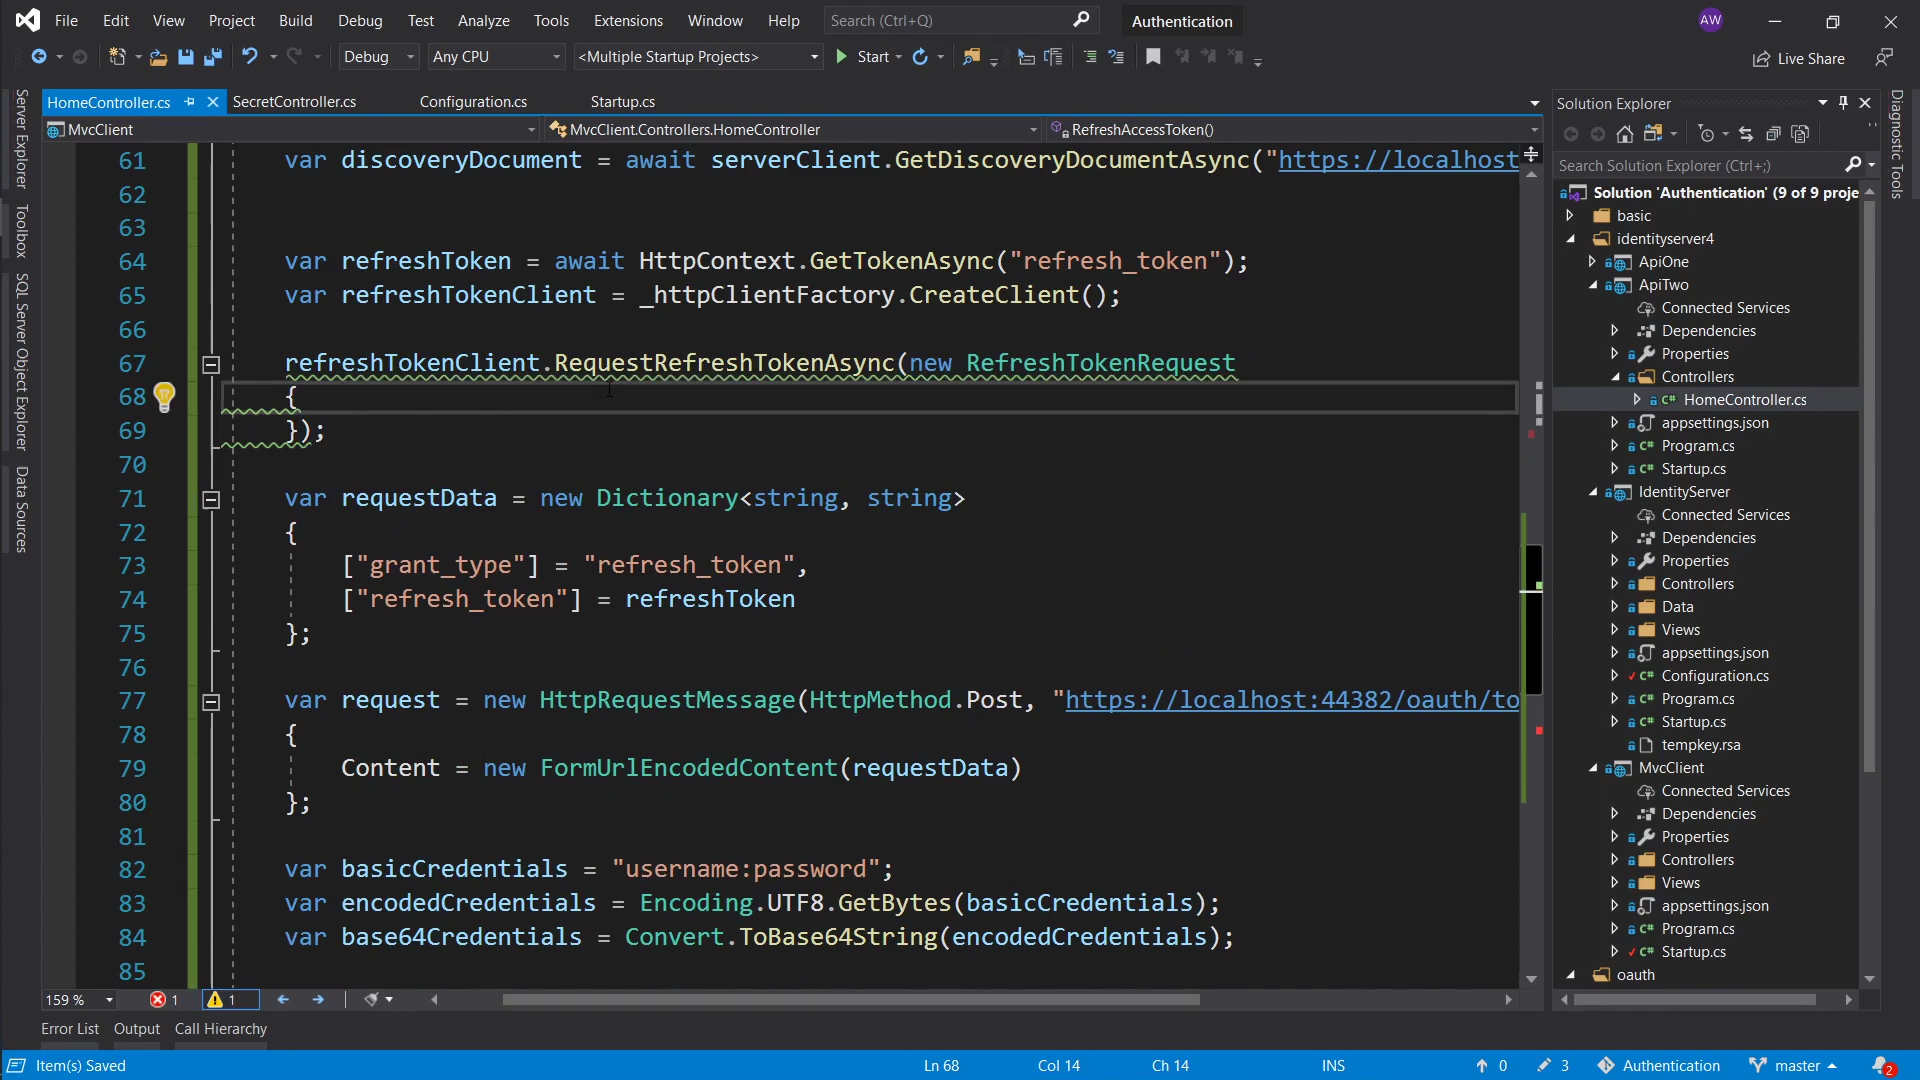 File Edit View Project Build Debug Test Analyze Tools Extensions Window Help Search (Ctrl+Q) Authentication AW
Debug Any CPU <Multiple Startup Projects> Start Live Share
HomeController.cs SecretController.cs Configuration.cs Startup.cs
MvcClient MvcClient.Controllers.HomeController RefreshAccessToken()
Server Explorer
Toolbox
SQL Server Object Explorer
Data Sources
61 var discoveryDocument = await serverClient.GetDiscoveryDocumentAsync("https://localhost
62
63
64 var refreshToken = await HttpContext.GetTokenAsync("refresh_token");
65 var refreshTokenClient = _httpClientFactory.CreateClient();
66
67 refreshTokenClient.RequestRefreshTokenAsync(new RefreshTokenRequest
68 {
69 });
70
71 var requestData = new Dictionary<string, string>
72 {
73 ["grant_type"] = "refresh_token",
74 ["refresh_token"] = refreshToken
75 };
76
77 var request = new HttpRequestMessage(HttpMethod.Post, "https://localhost:44382/oauth/to
78 {
79 Content = new FormUrlEncodedContent(requestData)
80 };
81
82 var basicCredentials = "username:password";
83 var encodedCredentials = Encoding.UTF8.GetBytes(basicCredentials);
84 var base64Credentials = Convert.ToBase64String(encodedCredentials);
85
159 % 1 1
Solution Explorer
Search Solution Explorer (Ctrl+;)
Solution 'Authentication' (9 of 9 proje
basic
identityserver4
ApiOne
ApiTwo
Connected Services
Dependencies
Properties
Controllers
C# HomeController.cs
appsettings.json
C# Program.cs
C# Startup.cs
IdentityServer
Connected Services
Dependencies
Properties
Controllers
Data
Views
appsettings.json
C# Configuration.cs
C# Program.cs
C# Startup.cs
tempkey.rsa
MvcClient
Connected Services
Dependencies
Properties
Controllers
Views
appsettings.json
C# Program.cs
C# Startup.cs
oauth
Diagnostic Tools
Error List Output Call Hierarchy
Item(s) Saved Ln 68 Col 14 Ch 14 INS 0 3 Authentication master 2